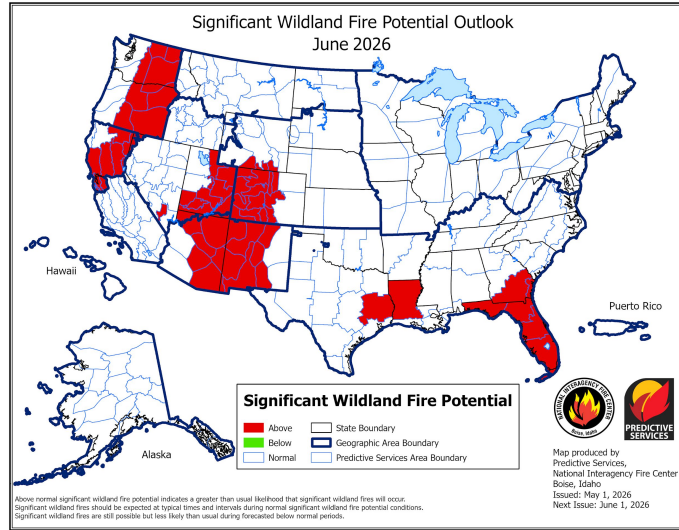 Significant Wildland Fire Potential Outlook
June 2026
Hawaii
Puerto Rico
Alaska
Significant Wildland Fire Potential
Above
State Boundary
Below
Geographic Area Boundary
Normal
Predictive Services Area Boundary
NATIONAL INTERAGENCY FIRE CENTER
Boise, Idaho
PREDICTIVE
SERVICES
Map produced by
Predictive Services,
National Interagency Fire Center
Boise, Idaho
Issued: May 1, 2026
Next Issue: June 1, 2026
Above normal significant wildland fire potential indicates a greater than usual likelihood that significant wildland fires will occur.
Significant wildland fires should be expected at typical times and intervals during normal significant wildland fire potential conditions.
Significant wildland fires are still possible but less likely than usual during forecasted below normal periods.